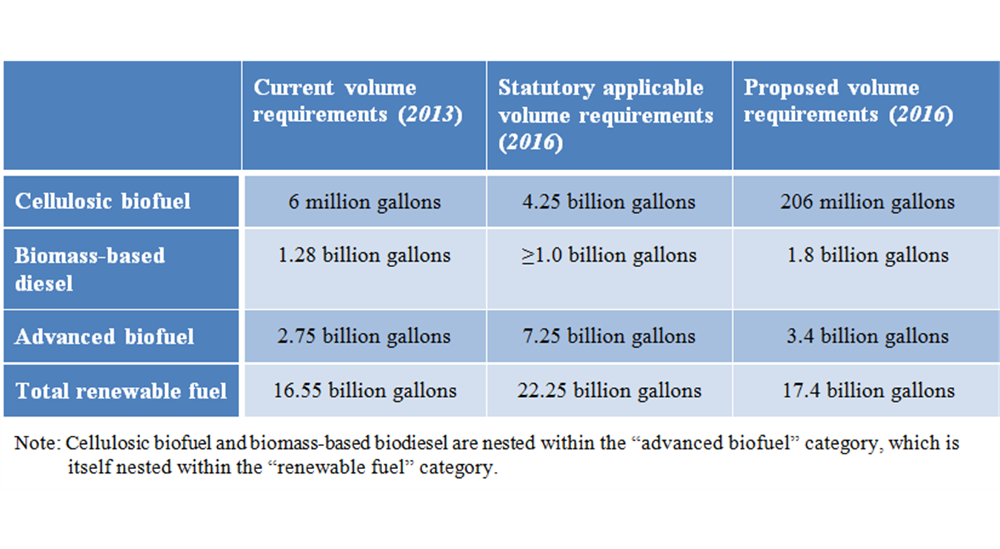 Current volume
requirements (2013)
Statutory applicable
volume requirements
(2016)
Proposed volume
requirements (2016)
Cellulosic biofuel
6 million gallons
4.25 billion gallons
206 million gallons
Biomass-based
diesel
1.28 billion gallons
≥1.0 billion gallons
1.8 billion gallons
Advanced biofuel
2.75 billion gallons
7.25 billion gallons
3.4 billion gallons
Total renewable fuel
16.55 billion gallons
22.25 billion gallons
17.4 billion gallons
Note: Cellulosic biofuel and biomass-based biodiesel are nested within the “advanced biofuel” category, which is
itself nested within the “renewable fuel” category.